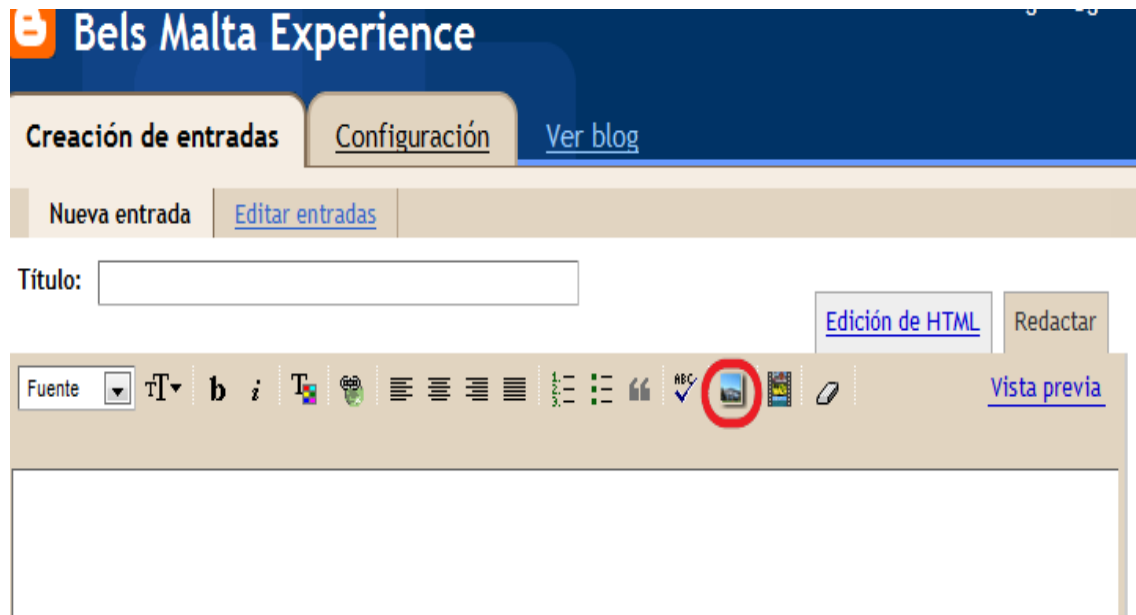 Bels Malta Experience
Creación de entradas Configuración Ver blog
Nueva entrada Editar entradas
Título:
Edición de HTML Redactar
Fuente b i ABC Vista previa